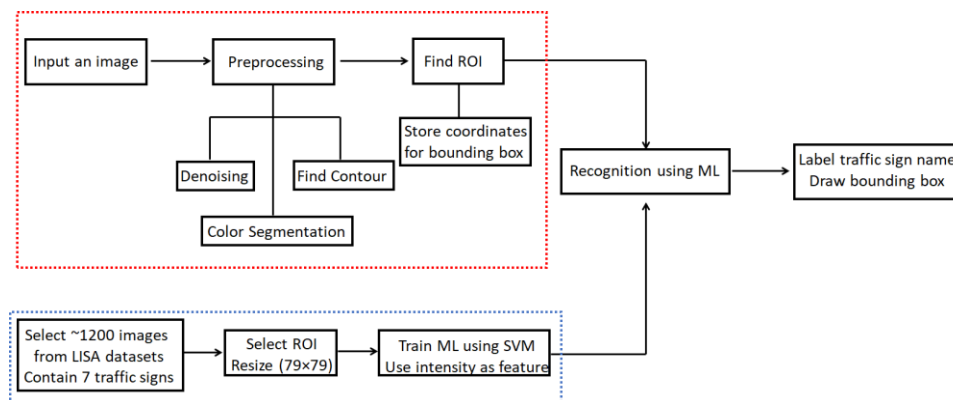 Input an image
Preprocessing
Find ROI
Store coordinates
for bounding box
Denoising
Find Contour
Color Segmentation
Recognition using ML
Label traffic sign name
Draw bounding box
Select ~1200 images
from LISA datasets
Contain 7 traffic signs
Select ROI
Resize (79×79)
Train ML using SVM
Use intensity as feature